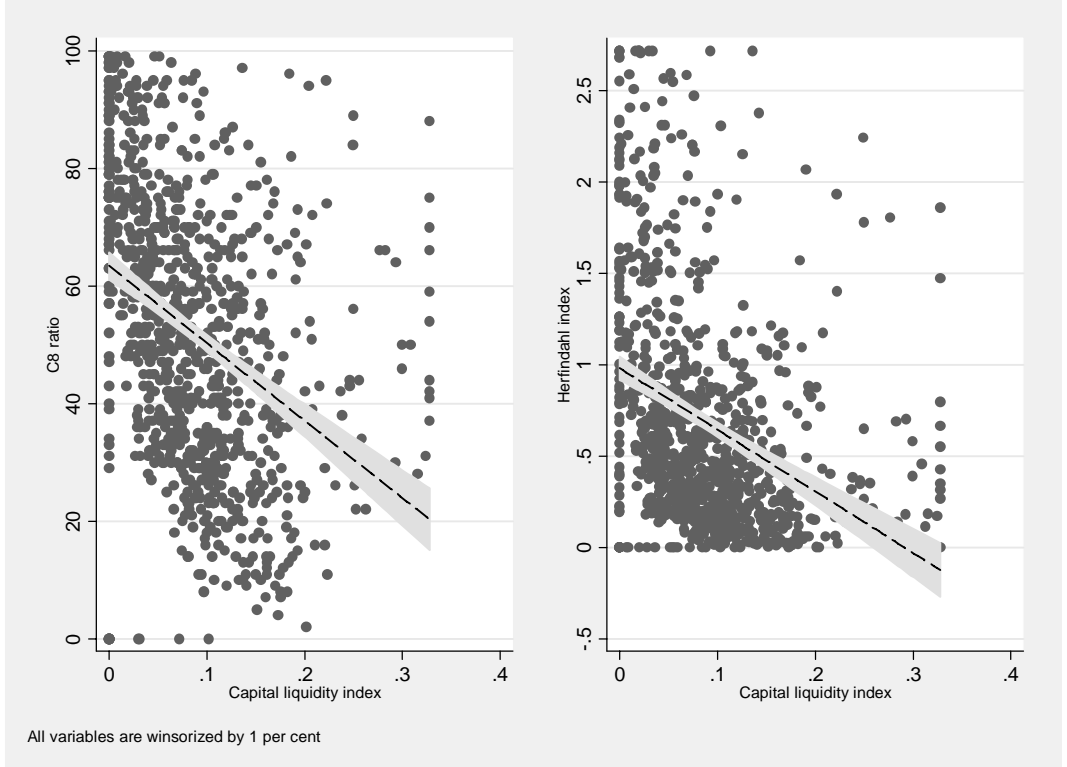 C8 ratio
100
80
60
40
20
0
0 .1 .2 .3 .4
Capital liquidity index
Herfindahl index
2.5
2
1.5
1
.5
0
-.5
0 .1 .2 .3 .4
Capital liquidity index
All variables are winsorized by 1 per cent